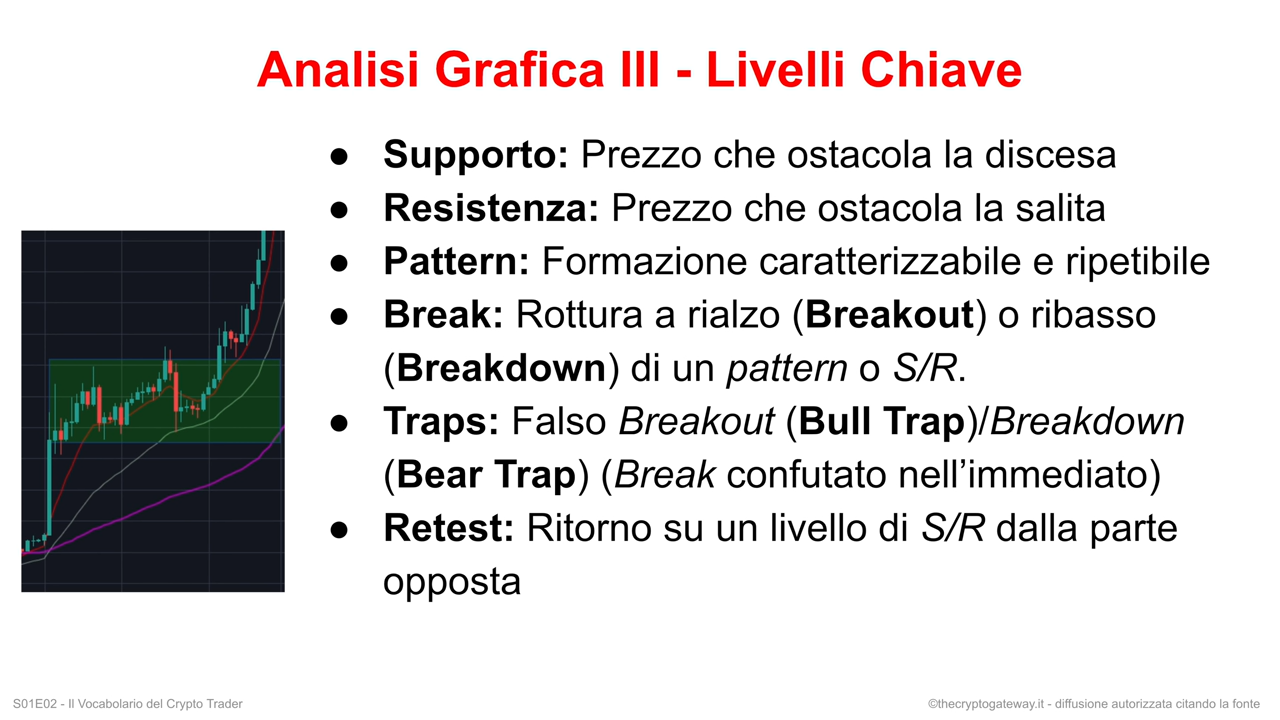 Analisi Grafica III - Livelli Chiave
● Supporto: Prezzo che ostacola la discesa
● Resistenza: Prezzo che ostacola la salita
● Pattern: Formazione caratterizzabile e ripetibile
● Break: Rottura a rialzo (Breakout) o ribasso
(Breakdown) di un pattern o S/R.
● Traps: Falso Breakout (Bull Trap)/Breakdown
(Bear Trap) (Break confutato nell’immediato)
● Retest: Ritorno su un livello di S/R dalla parte
opposta
S01E02 - Il Vocabolario del Crypto Trader
©thecryptogateway.it - diffusione autorizzata citando la fonte